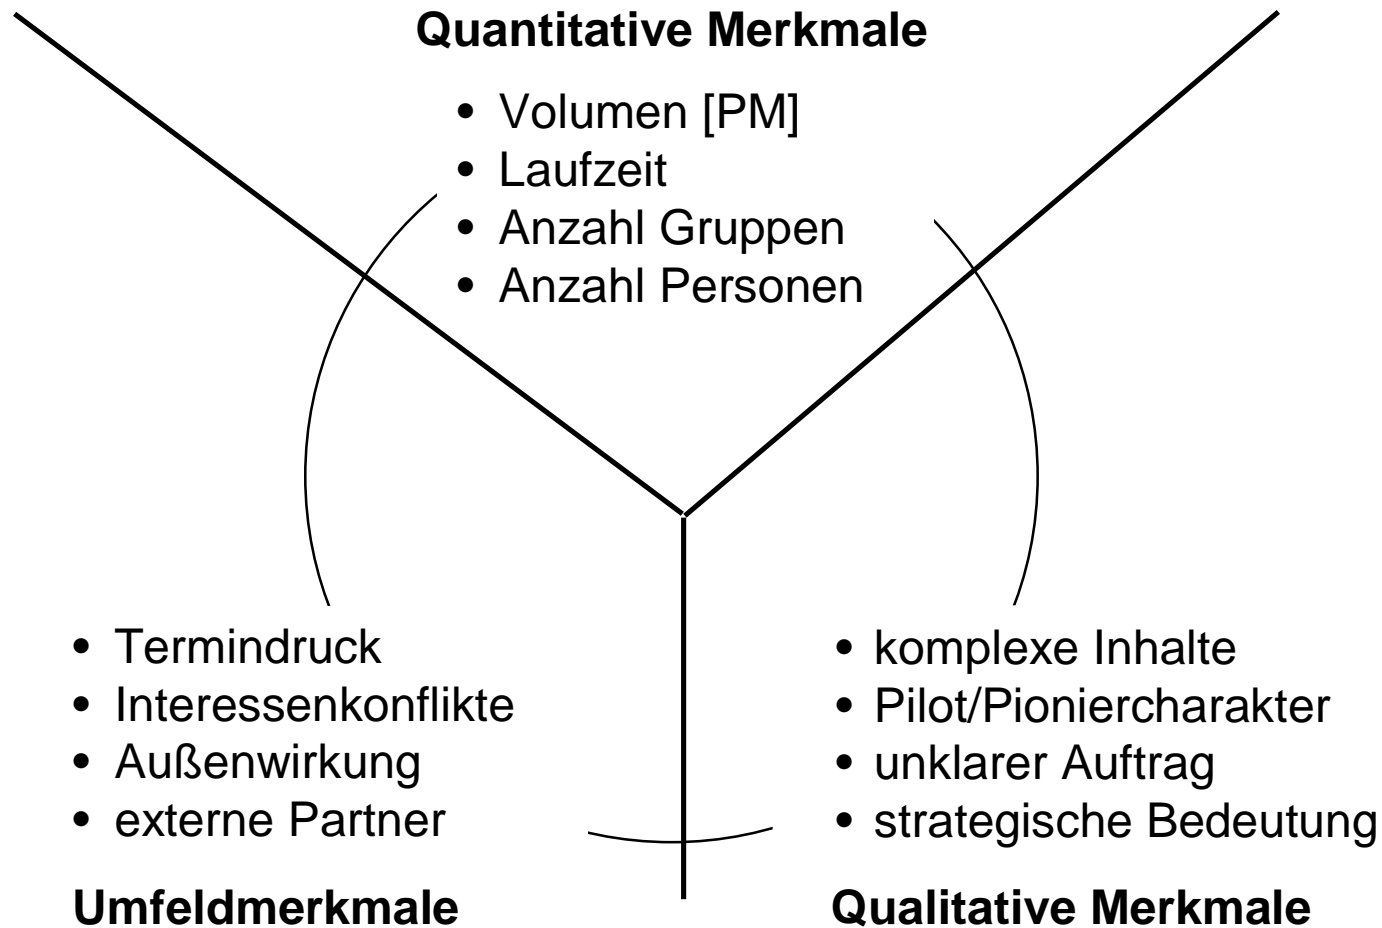 Quantitative Merkmale
• Volumen [PM]
• Laufzeit
• Anzahl Gruppen
• Anzahl Personen
• Termindruck
• Interessenkonflikte
• Außenwirkung
• externe Partner
Umfeldmerkmale
• komplexe Inhalte
• Pilot/Pioniercharakter
• unklarer Auftrag
• strategische Bedeutung
Qualitative Merkmale